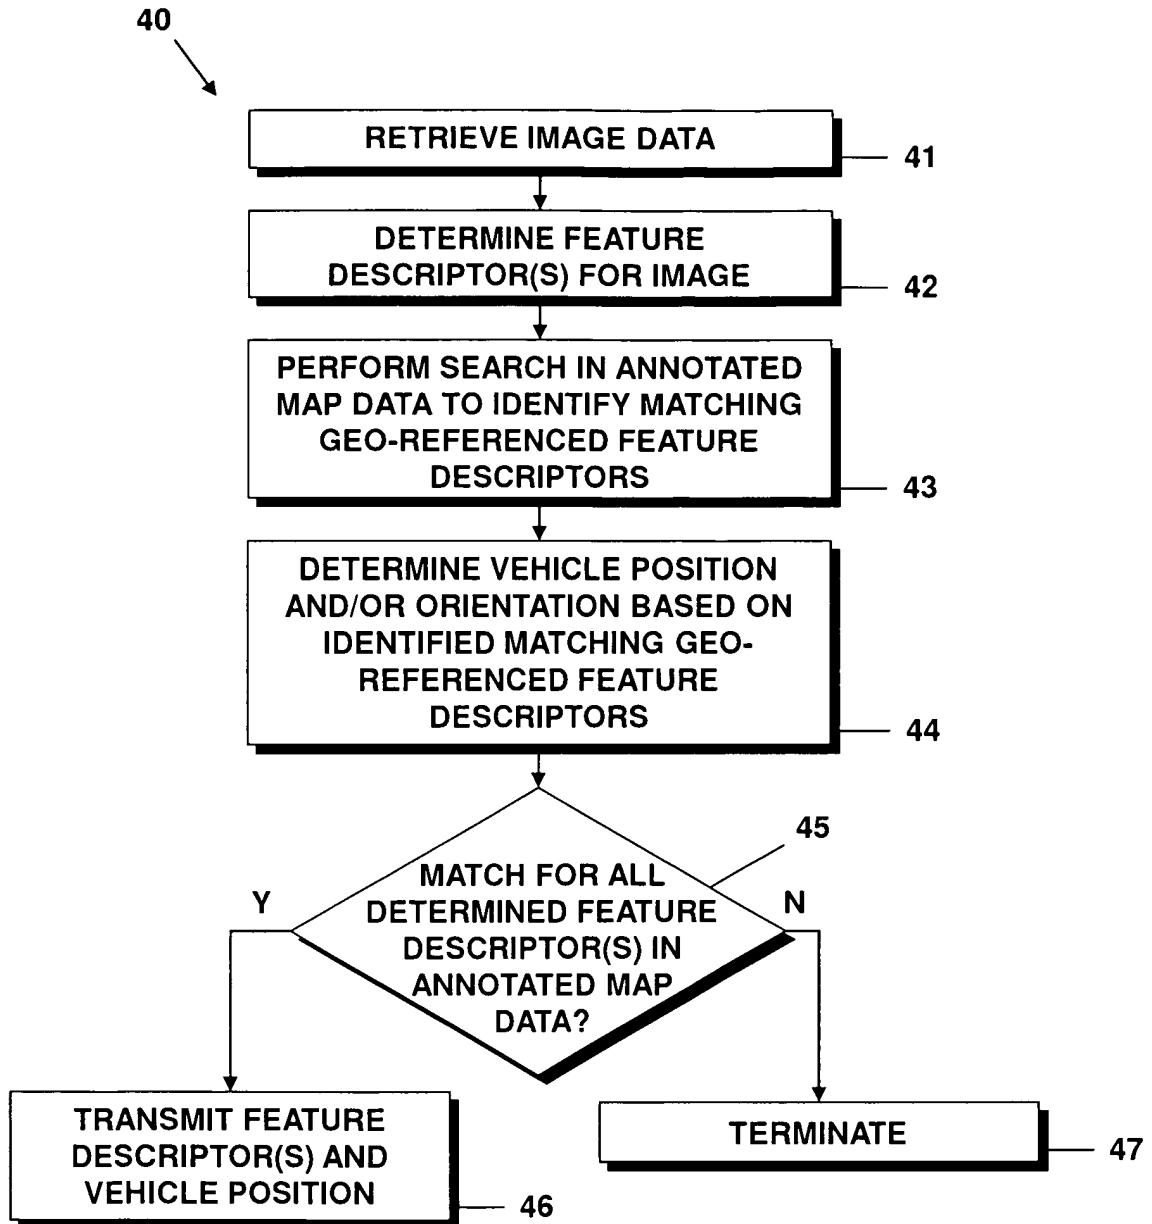 40
RETRIEVE IMAGE DATA
41
DETERMINE FEATURE
DESCRIPTOR(S) FOR IMAGE
42
PERFORM SEARCH IN ANNOTATED
MAP DATA TO IDENTIFY MATCHING
GEO-REFERENCED FEATURE
DESCRIPTORS
43
DETERMINE VEHICLE POSITION
AND/OR ORIENTATION BASED ON
IDENTIFIED MATCHING GEO-
REFERENCED FEATURE
DESCRIPTORS
44
45
MATCH FOR ALL
DETERMINED FEATURE
DESCRIPTOR(S) IN
ANNOTATED MAP
DATA?
Y
N
TRANSMIT FEATURE
DESCRIPTOR(S) AND
VEHICLE POSITION
46
TERMINATE
47